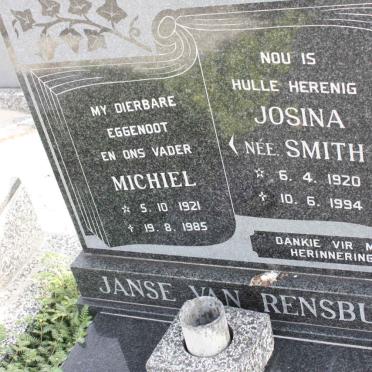 MY DIERBARE
EGGENOOT
EN ONS VADER
MICHIEL
☆ 5. 10. 1921
✝ 19. 8. 1985
NOU IS
HULLE HERENIG
JOSINA
NÉE. SMITH
☆ 6. 4. 1920
✝ 10. 6. 1994
DANKIE VIR M
HERINNERING
JANSE VAN RENSBU